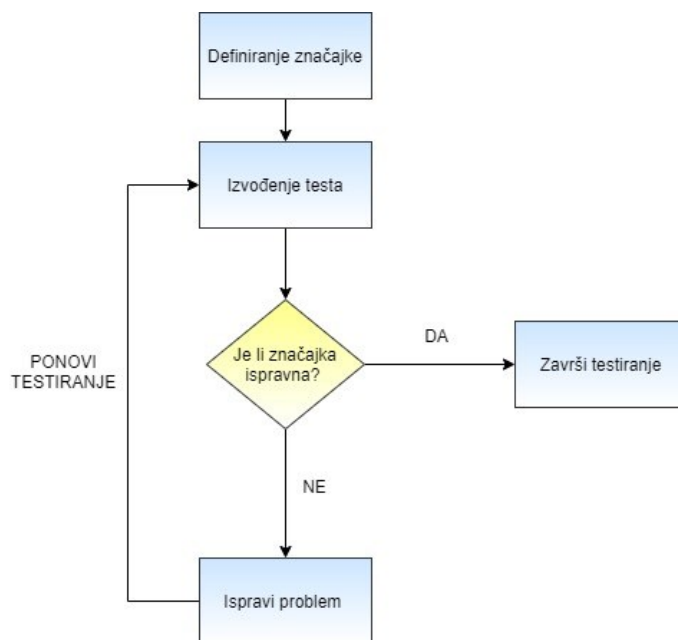 Definiranje značajke
Izvođenje testa
Je li značajka
ispravna?
DA
Završi testiranje
PONOVI
TESTIRANJE
NE
Ispravi problem